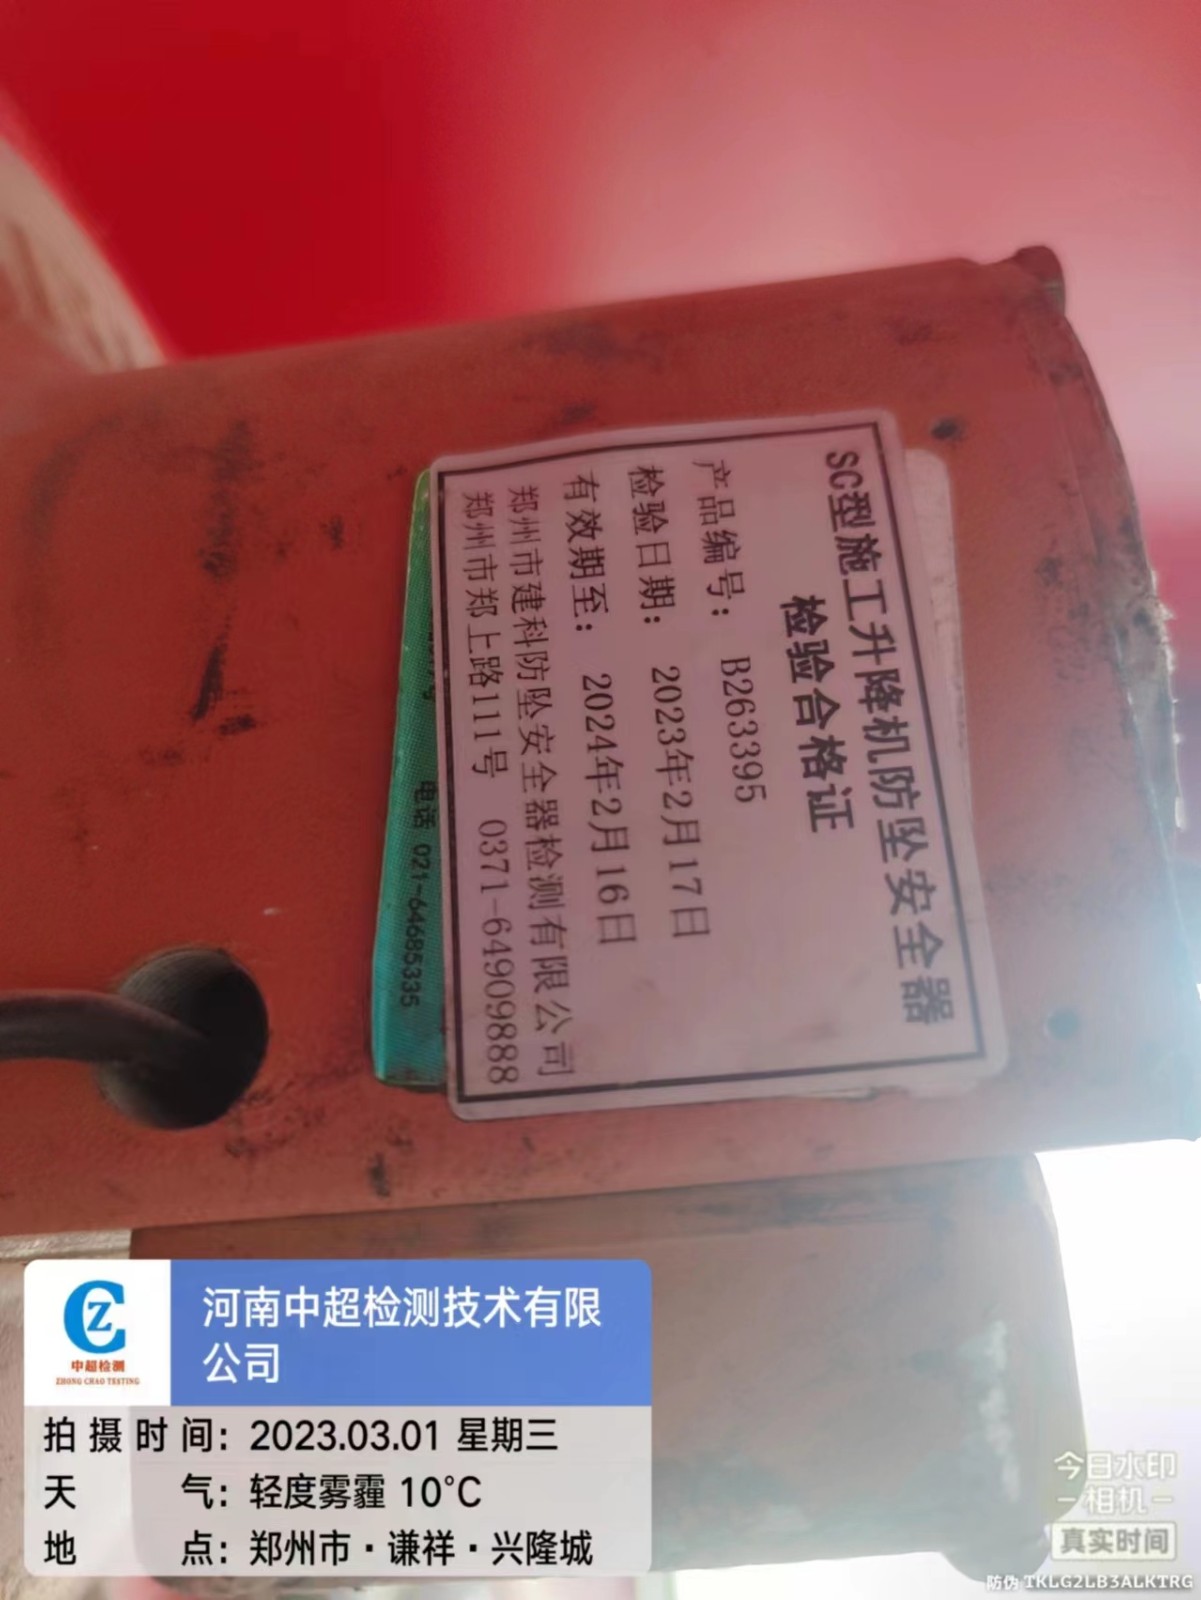 SC型施工升降机防坠安全器
检验合格证
产品编号: B263395
检验日期: 2023年2月17日
有效期至: 2024年2月16日
郑州市建科防坠安全器检测有限公司
郑州市郑上路111号 0371-64909888
电话 021-64685335
CZ
中超检测
ZHONG CHAO TESTING
河南中超检测技术有限
公司
拍摄时间: 2023.03.01 星期三
天气: 轻度雾霾 10°C
地点: 郑州市·谦祥·兴隆城
今日水印
相机
真实时间
防伪 TKLG2LB3ALKTRG